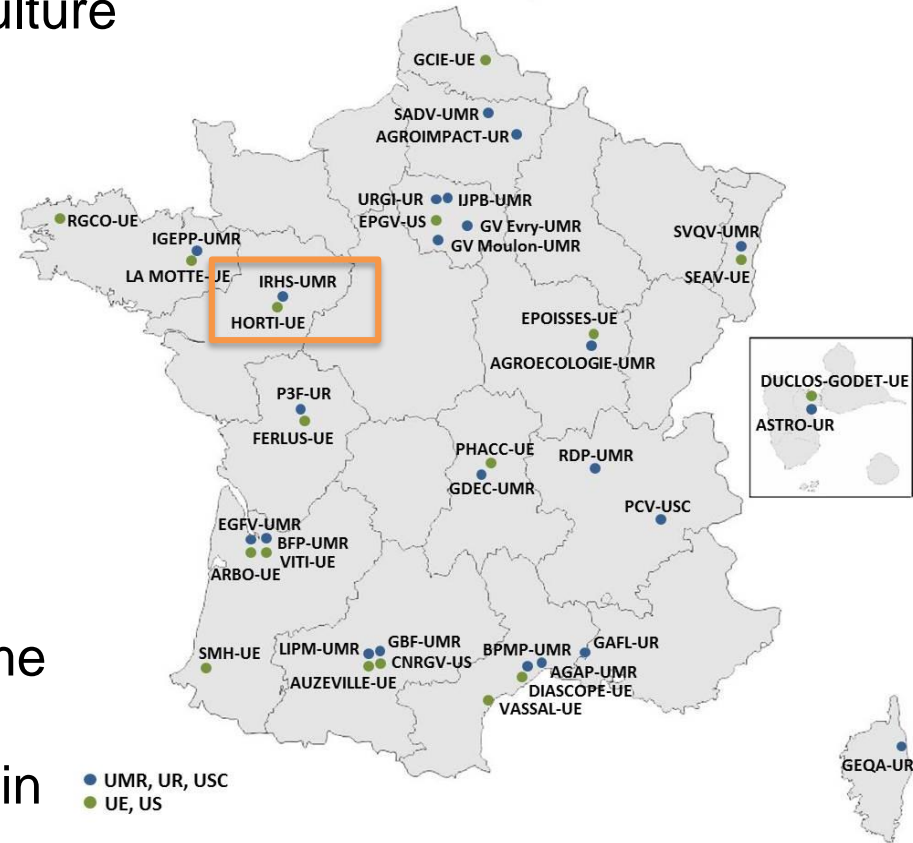 ulture
GCIE-UE
SADV-UMR
AGROIMPACT-UR
URGI-UR
IJPB-UMR
EPGV-US
GV Evry-UMR
GV Moulon-UMR
RGCO-UE
IGEPP-UMR
LA MOTTE-UE
SVQV-UMR
SEAV-UE
IRHS-UMR
HORTI-UE
EPOISSES-UE
AGROECOLOGIE-UMR
DUCLOS-GODET-UE
ASTRO-UR
P3F-UR
FERLUS-UE
PHACC-UE
GDEC-UMR
RDP-UMR
PCV-USC
EGFV-UMR
BFP-UMR
VITI-UE
ARBO-UE
ne
SMH-UE
LIPM-UMR
GBF-UMR
CNRGV-US
AUZEVILLE-UE
BPMP-UMR
GAFL-UR
AGAP-UMR
DIASCOPE-UE
VASSAL-UE
GEQA-UR
in
UMR, UR, USC
UE, US